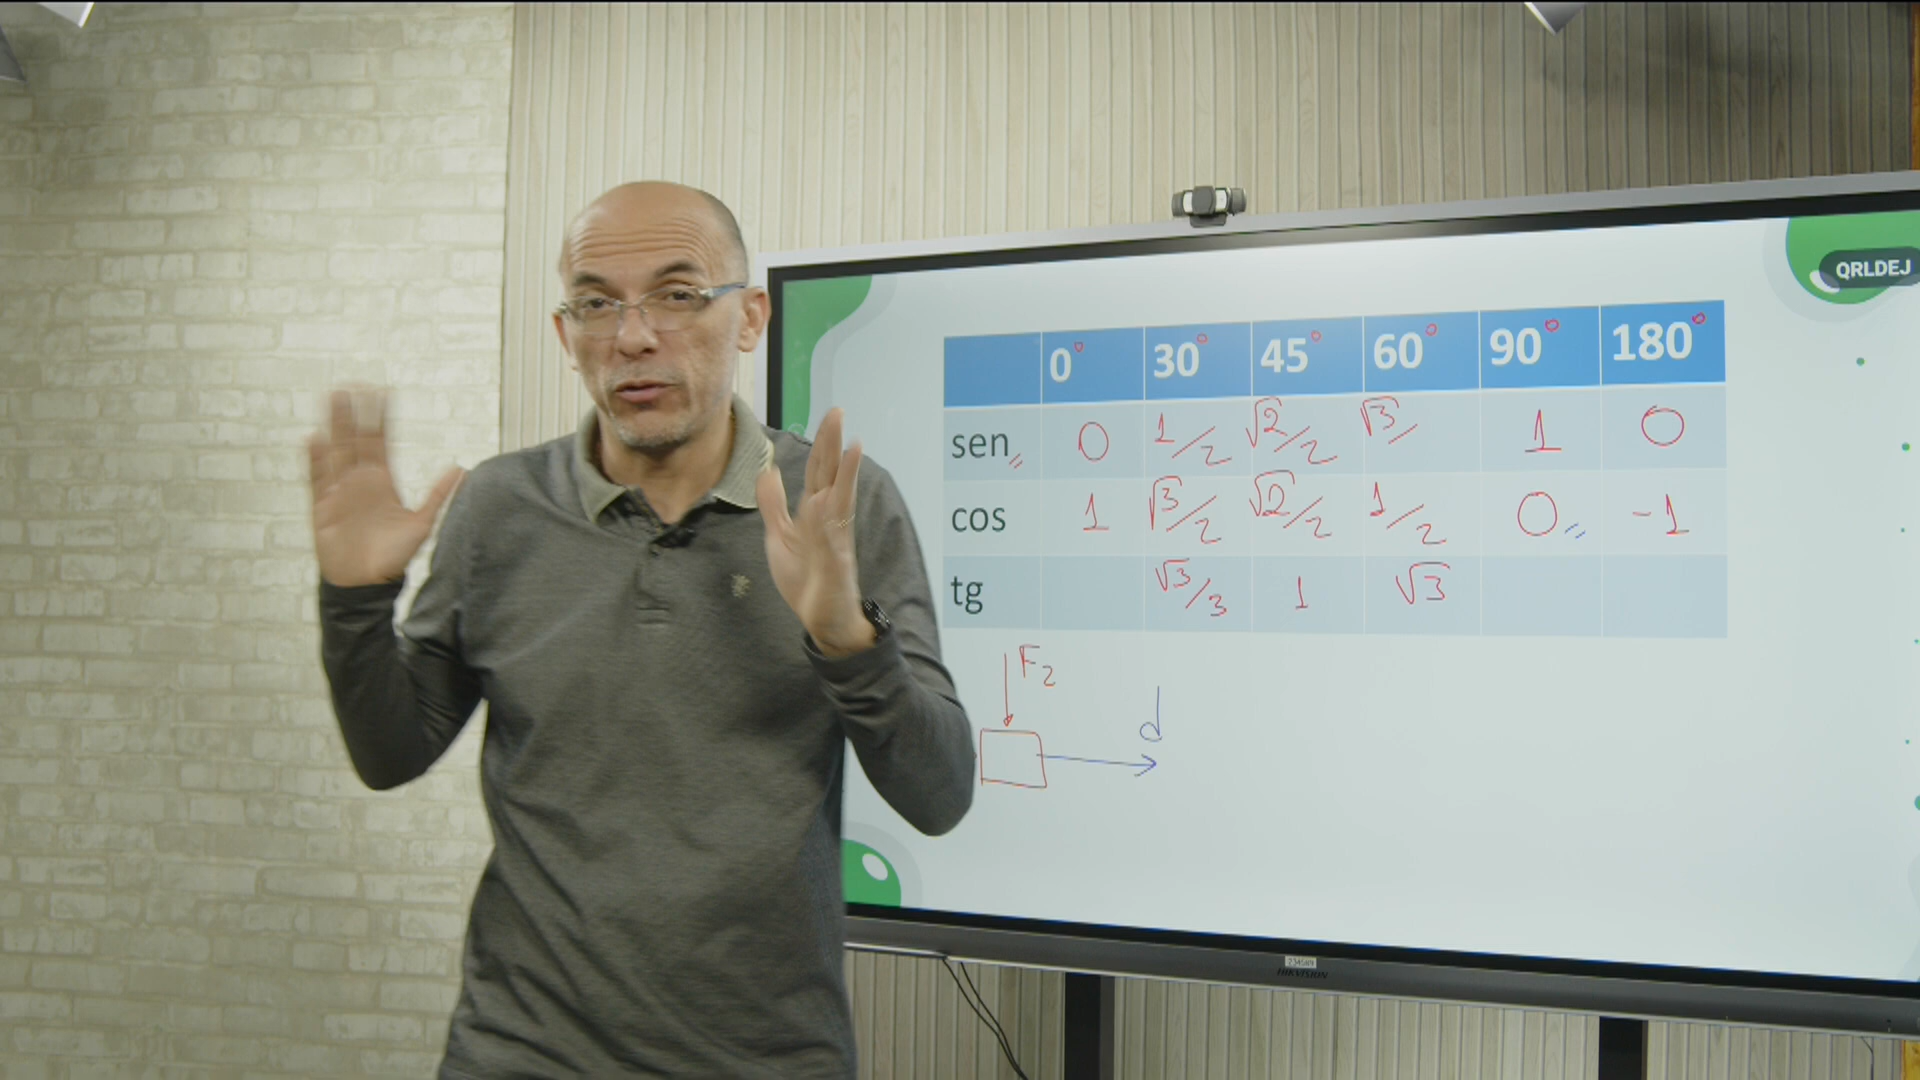 QRLDEJ
0° 30° 45° 60° 90° 180°
sen 0 1/2 √2/2 √3/ 1 0
cos 1 √3/2 √2/2 1/2 0 -1
tg √3/3 1 √3
F2
d
HIKVISION